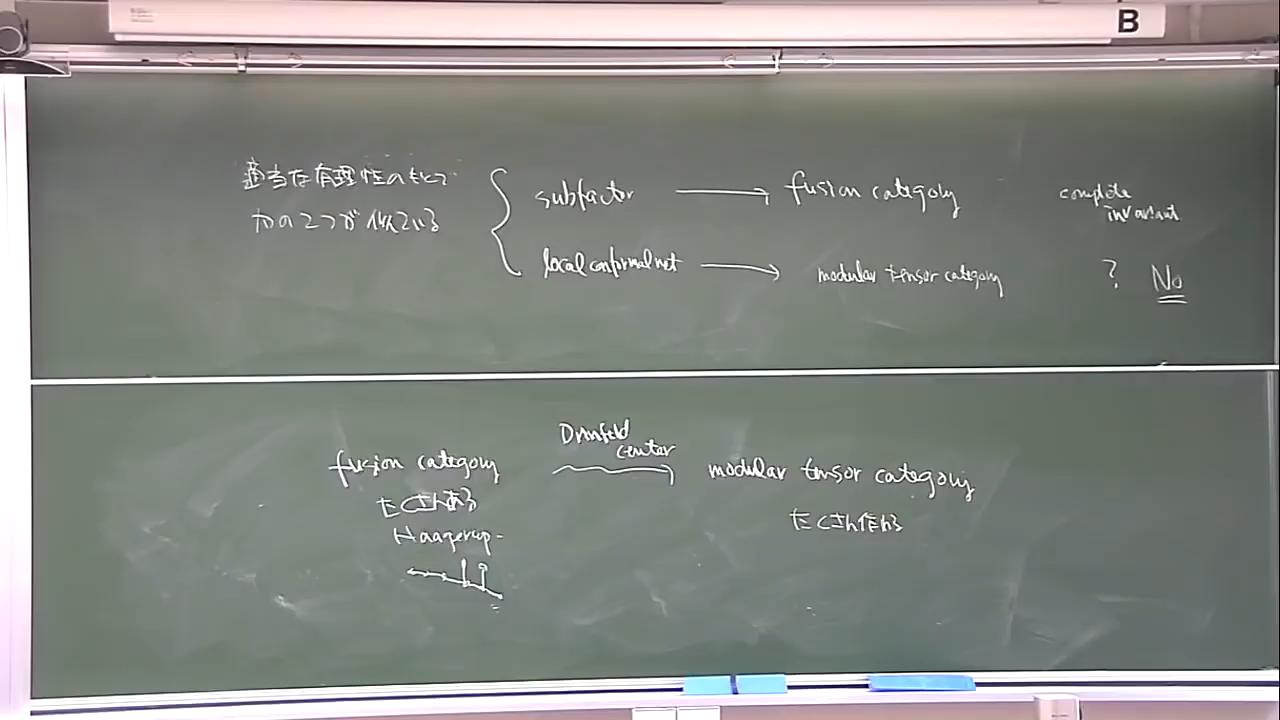 B
適当な有理性のもとで
次の2つが似ている
subfactor → fusion category complete invariant
local conformal net → modular tensor category ? No
Drinfeld center
fusion category → modular tensor category
たくさんある たくさん作れる
Haagerup